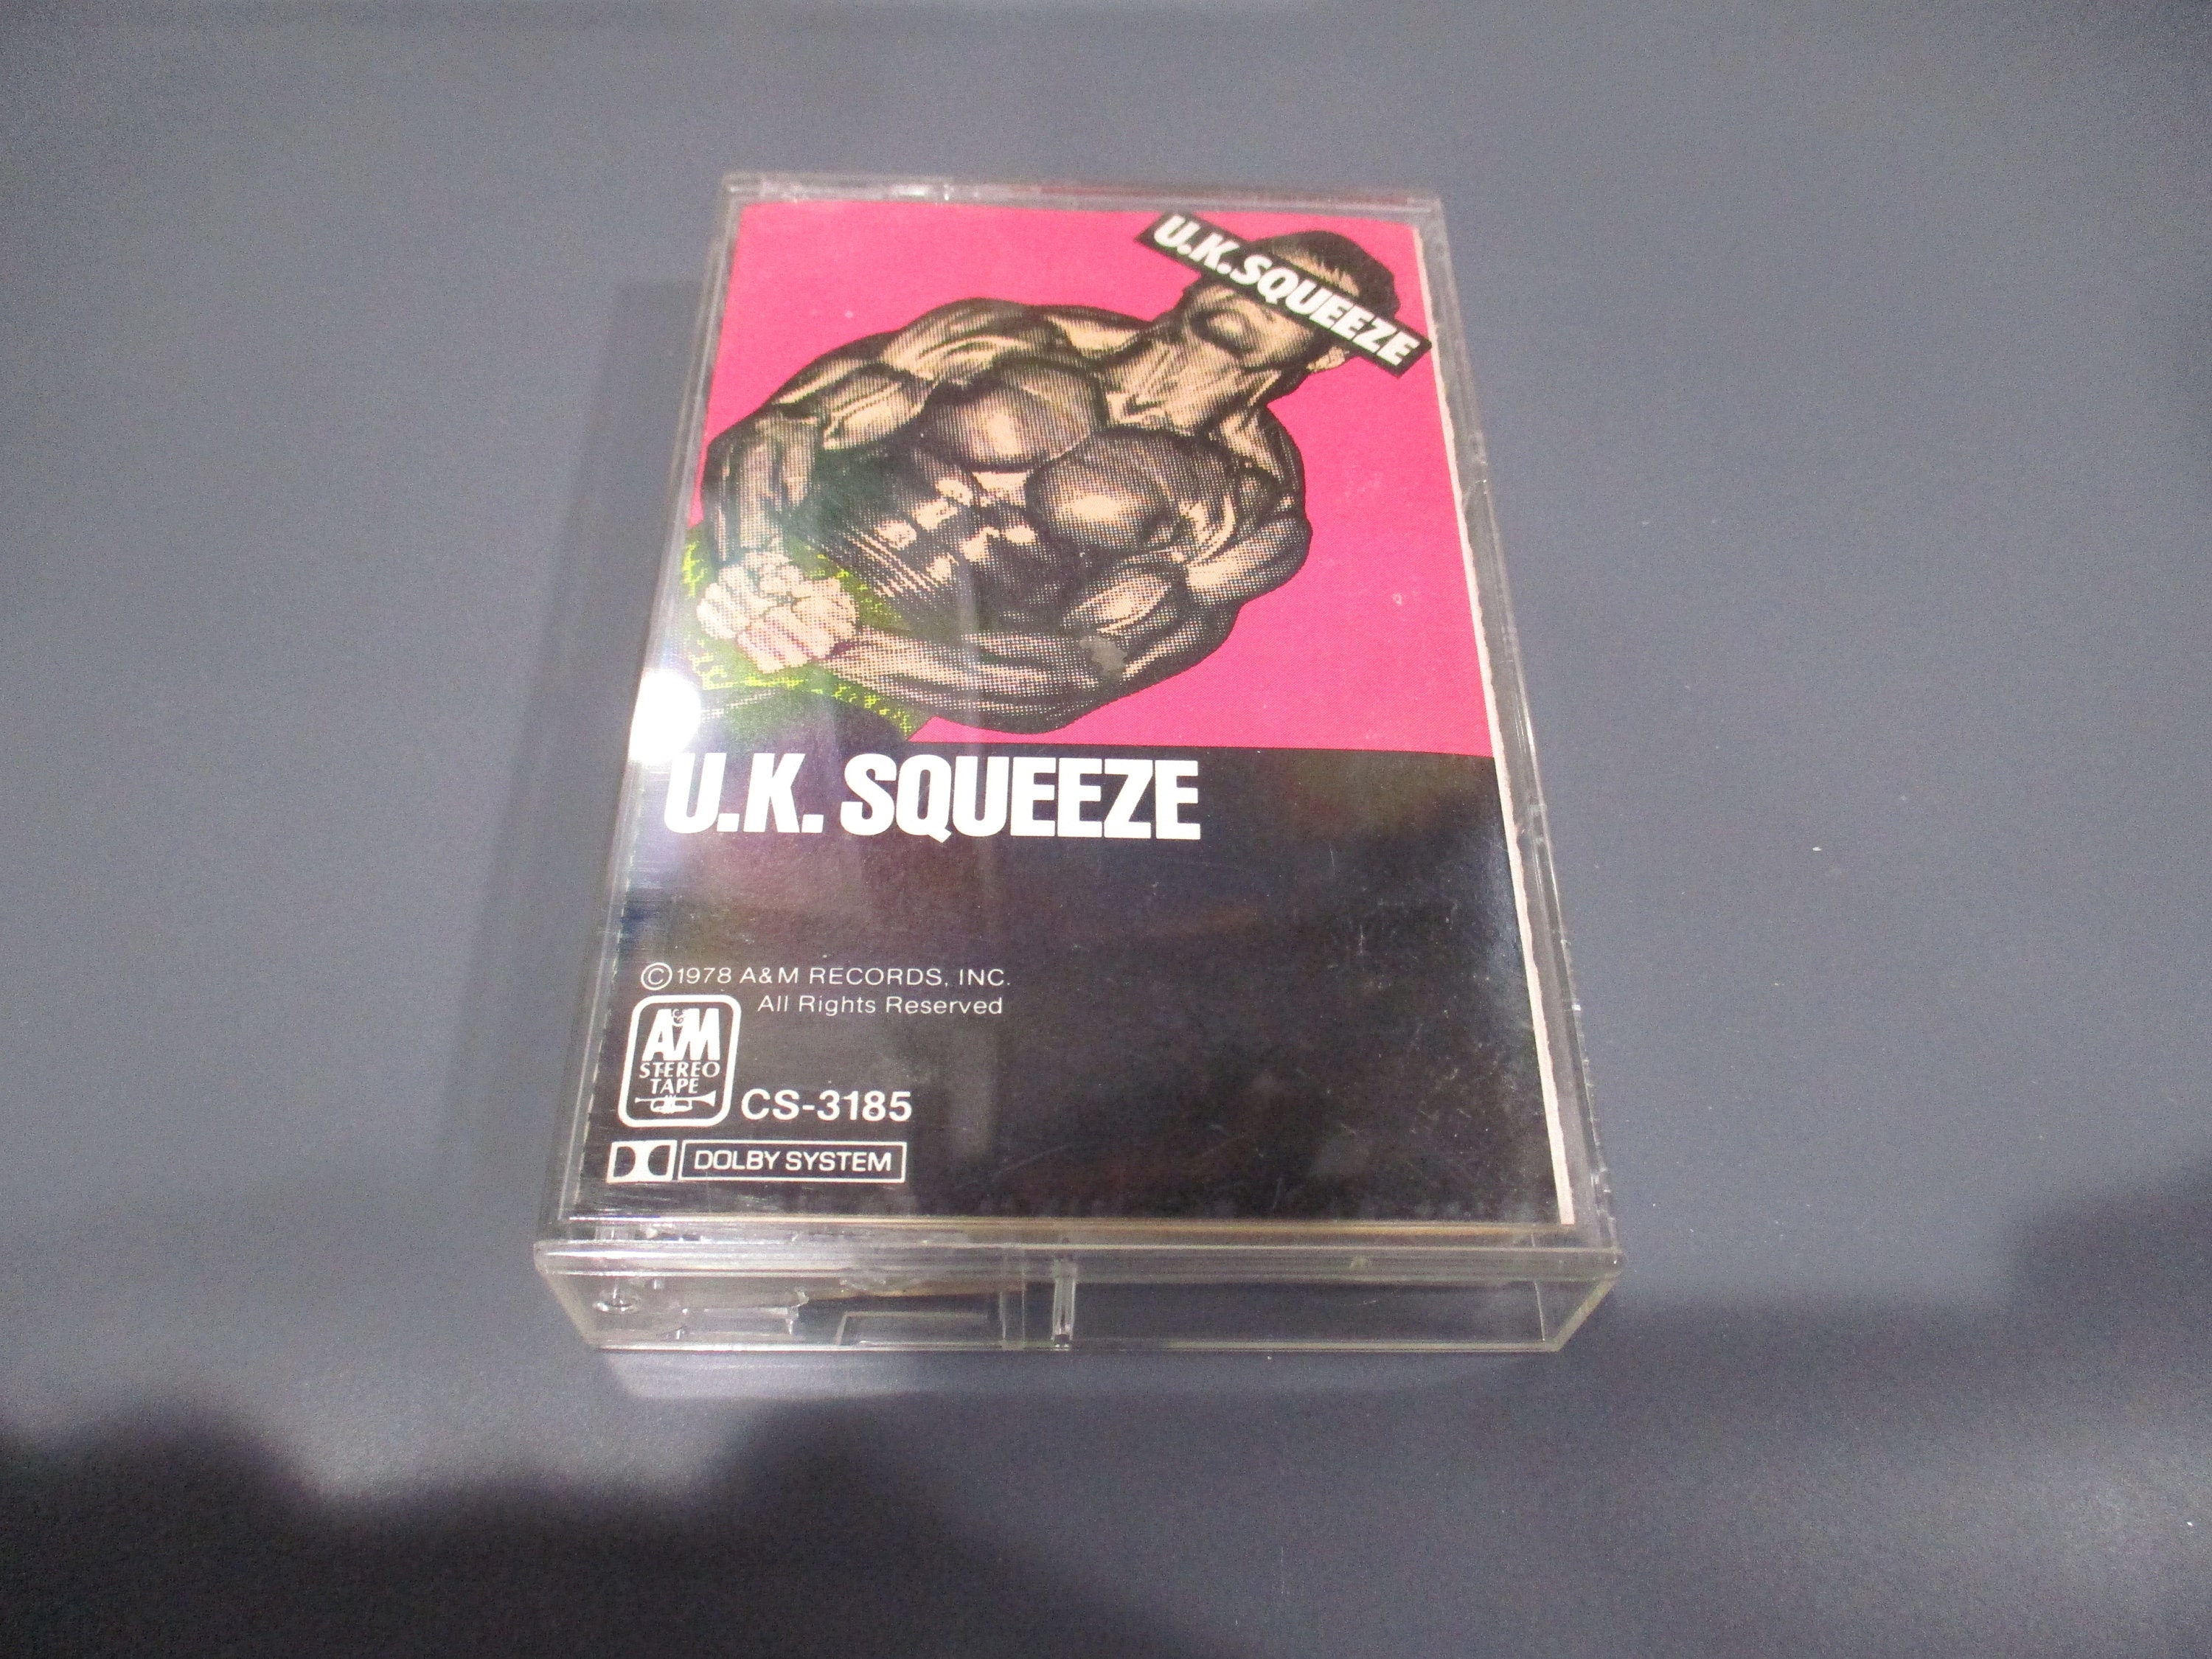 U.K. SQUEEZE
U.K. SQUEEZE
©1978 A&M RECORDS, INC.
All Rights Reserved
A&M
STEREO
TAPE
CS-3185
DOLBY SYSTEM